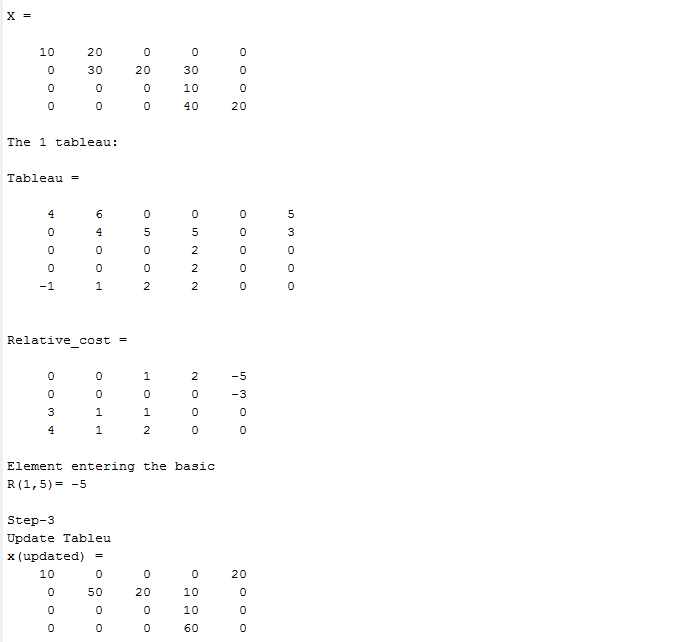 X =
10 20 0 0 0
0 30 20 30 0
0 0 0 10 0
0 0 0 40 20
The 1 tableau:
Tableau =
4 6 0 0 0 5
0 4 5 5 0 3
0 0 0 2 0 0
0 0 0 2 0 0
-1 1 2 2 0 0
Relative_cost =
0 0 1 2 -5
0 0 0 0 -3
3 1 1 0 0
4 1 2 0 0
Element entering the basic
R(1,5)= -5
Step-3
Update Tableu
x(updated) =
10 0 0 0 20
0 50 20 10 0
0 0 0 10 0
0 0 0 60 0